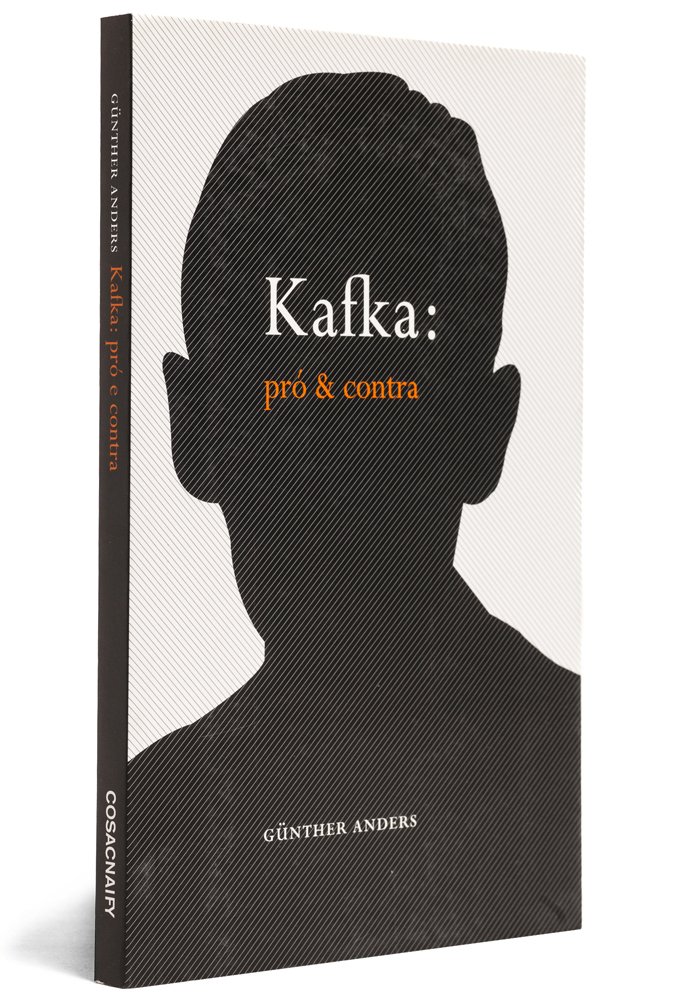 GÜNTHER ANDERS Kafka: pró e contra
COSACNAIFY
Kafka:
pró & contra
GÜNTHER ANDERS